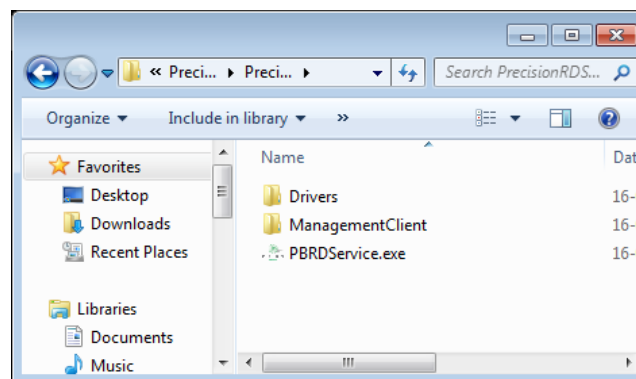 « Preci... ▸ Preci... ▸ Search PrecisionRDS...
Organize Include in library »
Favorites
Desktop
Downloads
Recent Places
Libraries
Documents
Music
Name Dat
Drivers 16-
ManagementClient 16-
PBRDService.exe 16-